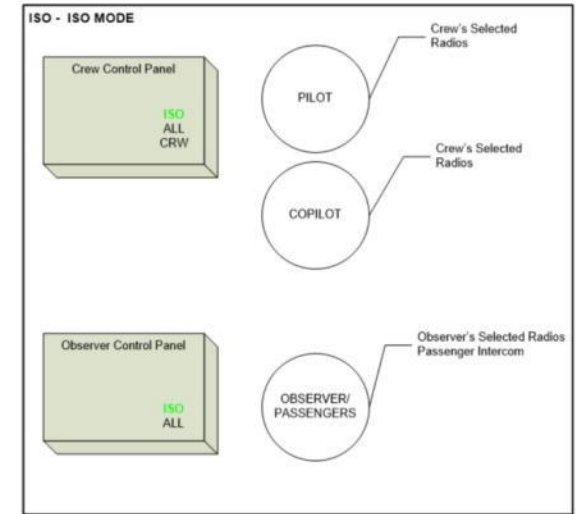 ISO - ISO MODE
Crew Control Panel
ISO
ALL
CRW
PILOT
Crew's Selected
Radios
COPILOT
Crew's Selected
Radios
Observer Control Panel
ISO
ALL
OBSERVER/
PASSENGERS
Observer's Selected Radios
Passenger Intercom